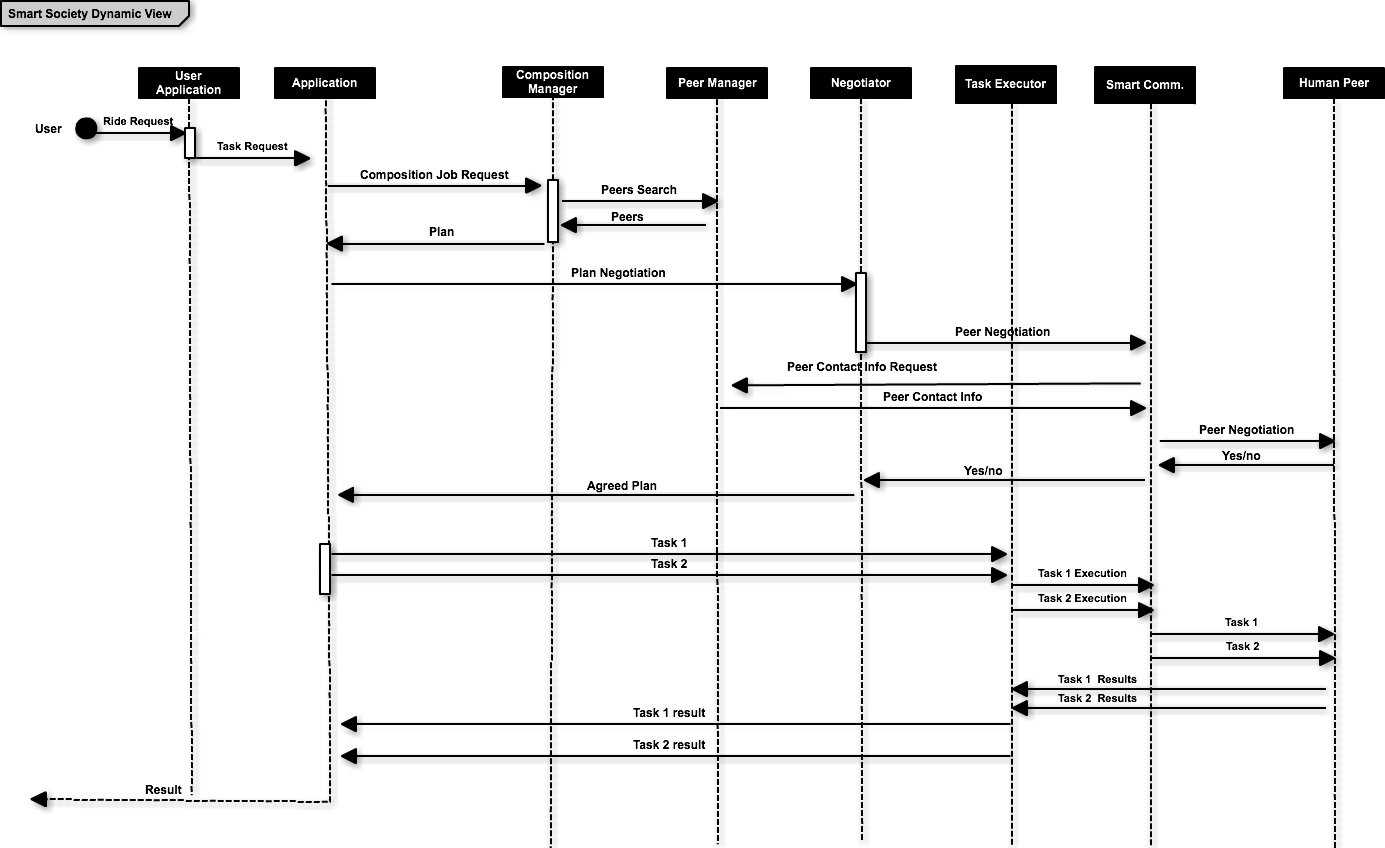 Smart Society Dynamic View
User
Application
Application
Composition
Manager
Peer Manager
Negotiator
Task Executor
Smart Comm.
Human Peer
User
Ride Request
Task Request
Composition Job Request
Peers Search
Peers
Plan
Plan Negotiation
Peer Negotiation
Peer Contact Info Request
Peer Contact Info
Peer Negotiation
Yes/no
Yes/no
Agreed Plan
Task 1
Task 2
Task 1 Execution
Task 2 Execution
Task 1
Task 2
Task 1  Results
Task 2  Results
Task 1 result
Task 2 result
Result